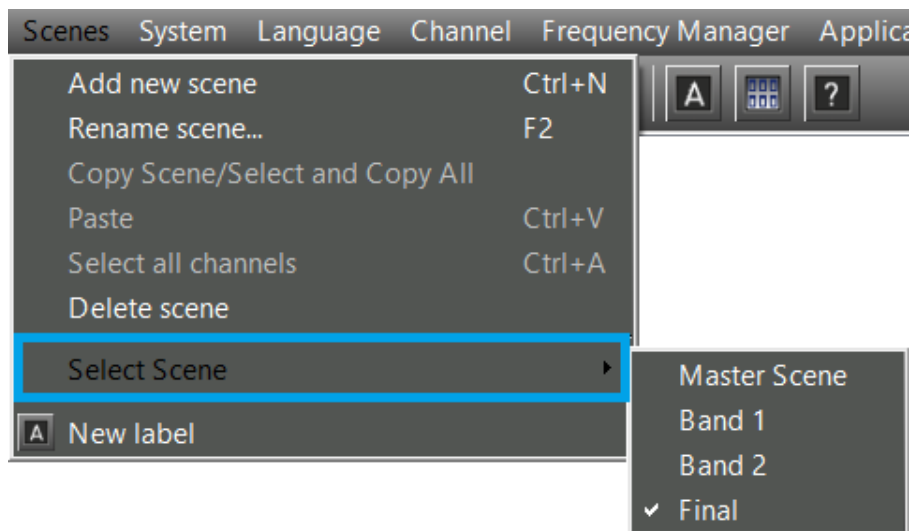 Scenes System Language Channel Frequency Manager Applica
A ?
Add new scene Ctrl+N
Rename scene... F2
Copy Scene/Select and Copy All
Paste Ctrl+V
Select all channels Ctrl+A
Delete scene
Select Scene
A New label
Master Scene
Band 1
Band 2
Final